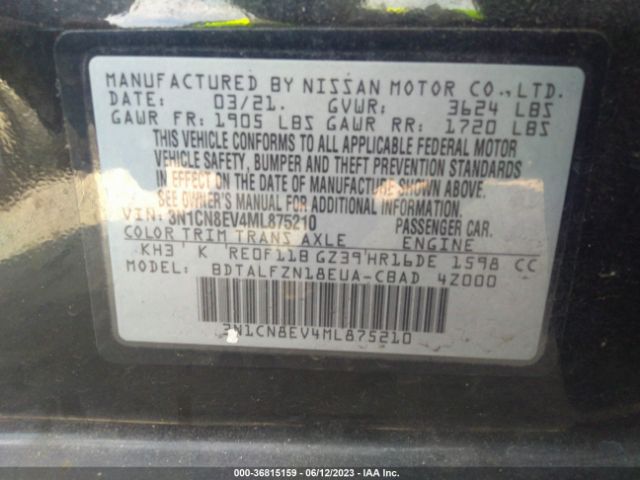 MANUFACTURED BY NISSAN MOTOR CO.,LTD.
DATE: 03/21. GVWR: 3624 LBS
GAWR FR: 1905 LBS GAWR RR: 1720 LBS
THIS VEHICLE CONFORMS TO ALL APPLICABLE FEDERAL MOTOR
VEHICLE SAFETY, BUMPER AND THEFT PREVENTION STANDARDS
IN EFFECT ON THE DATE OF MANUFACTURE SHOWN ABOVE.
SEE OWNER'S MANUAL FOR ADDITIONAL INFORMATION.
VIN: 3N1CN8EV4ML875210 PASSENGER CAR.
COLOR TRIM TRANS AXLE ENGINE
KH3 K RE0F11B GZ39 HR16DE 1598 CC
MODEL: BDTALFZN18EUA-CBAD 4Z000
3N1CN8EV4ML875210
000-36815159 - 06/12/2023 - IAA Inc.